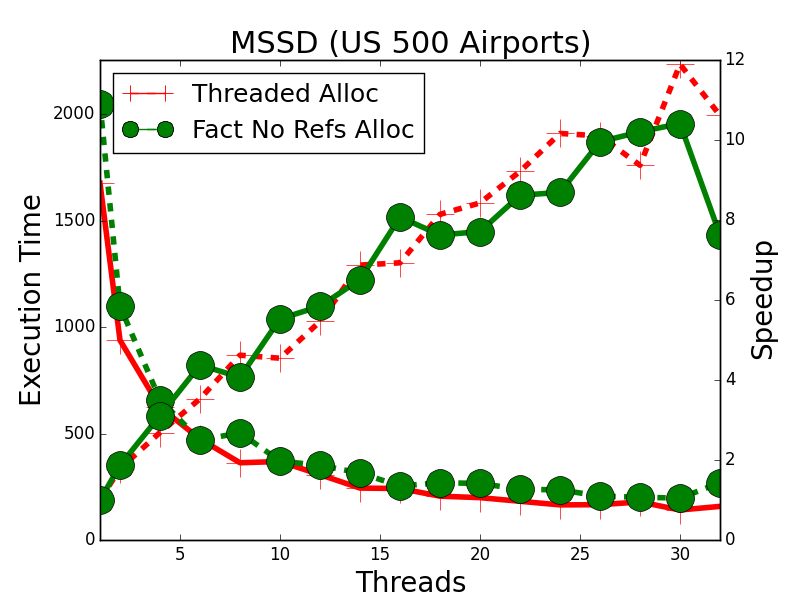 MSSD (US 500 Airports)
Threaded Alloc
Fact No Refs Alloc
Execution Time
2000
1500
1000
500
0
12
10
8
6
4
2
0
Speedup
5 10 15 20 25 30
Threads